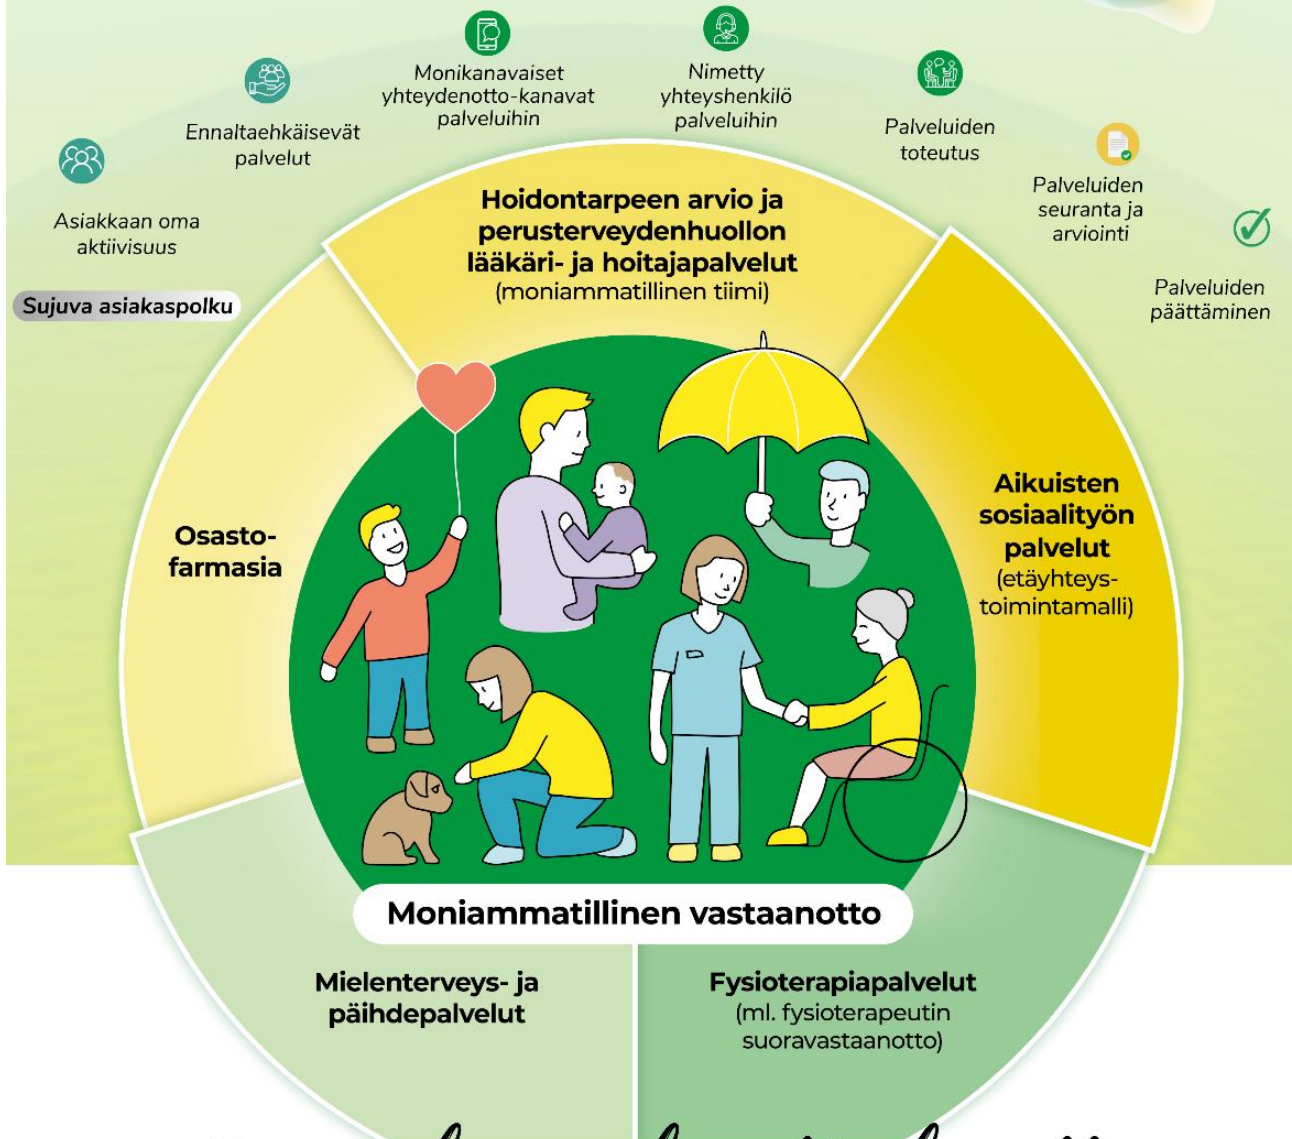 Asiakkaan oma
aktiivisuus
Ennaltaehkäisevät
palvelut
Monikanavaiset
yhteydenotto-kanavat
palveluihin
Nimetty
yhteyshenkilö
palveluihin
Palveluiden
toteutus
Palveluiden
seuranta ja
arviointi
Palveluiden
päättäminen
Sujuva asiakaspolku
Hoidontarpeen arvio ja
perusterveydenhuollon
lääkäri- ja hoitajapalvelut
(moniammatillinen tiimi)
Osasto-
farmasia
Aikuisten
sosiaalityön
palvelut
(etäyhteys-
toimintamalli)
Moniammatillinen vastaanotto
Mielenterveys- ja
päihdepalvelut
Fysioterapiapalvelut
(ml. fysioterapeutin
suoravastaanotto)